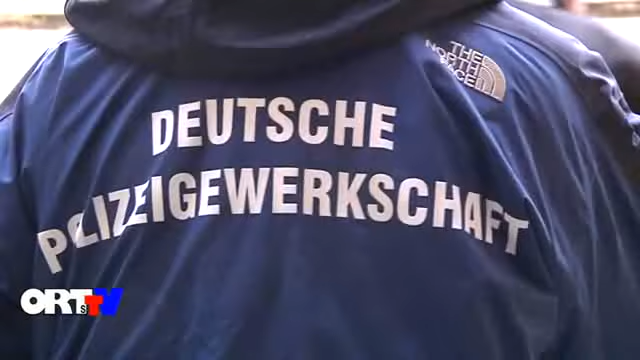 THE
NORTH
FACE
DEUTSCHE
POLIZEIGEWERKSCHAFT
ORTSTV